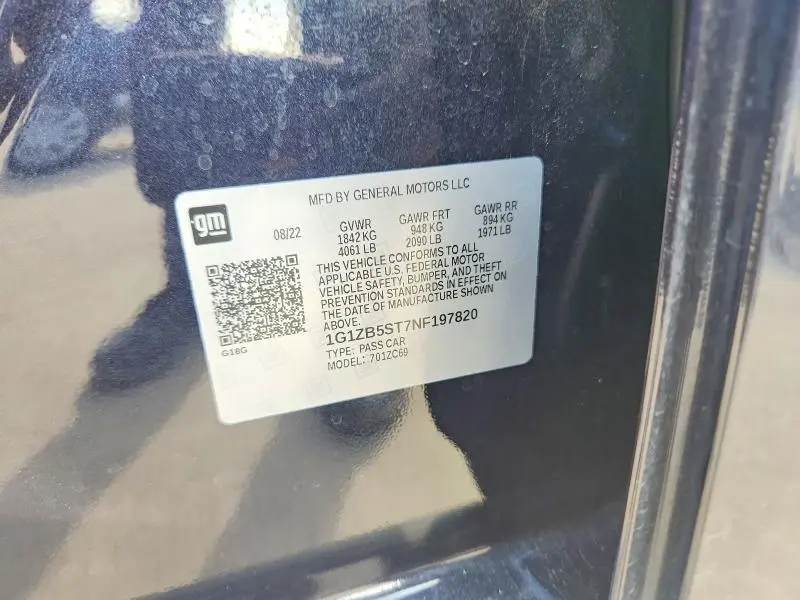 MFD BY GENERAL MOTORS LLC
gm
08/22
GVWR GAWR FRT GAWR RR
1842 KG 948 KG 894 KG
4061 LB 2090 LB 1971 LB
THIS VEHICLE CONFORMS TO ALL
APPLICABLE U.S. FEDERAL MOTOR
VEHICLE SAFETY, BUMPER, AND THEFT
PREVENTION STANDARDS IN EFFECT ON
THE DATE OF MANUFACTURE SHOWN
ABOVE.
1G1ZB5ST7NF197820
TYPE: PASS CAR
MODEL: 701ZC69
G18G